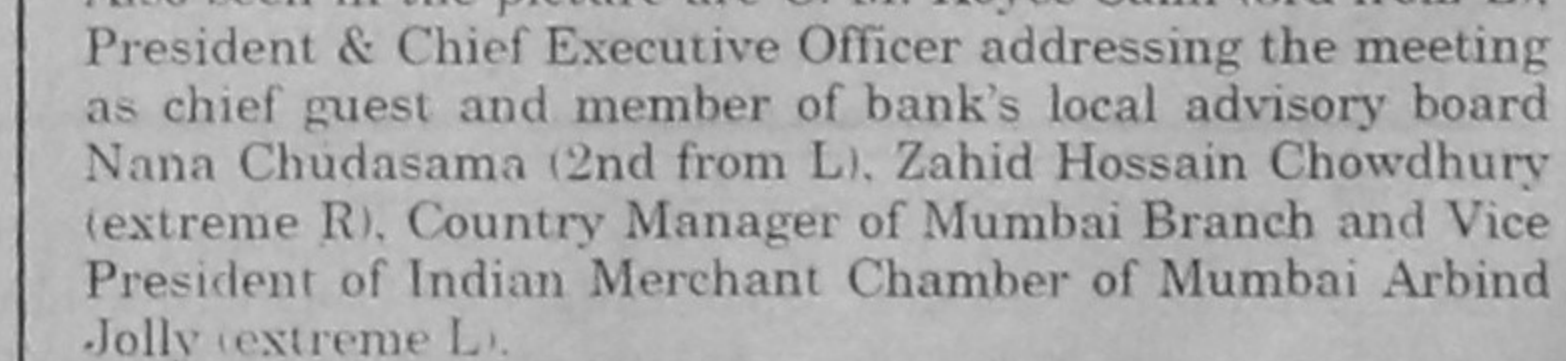 picture are
President & Chief Executive Officer addressing the meeting
as chief guest and member of bank's local advisory board
Nana Chudasama (2nd from L), Zahid Hossain Chowdhury
(extreme R), Country Manager of Mumbai Branch and Vice
President of Indian Merchant Chamber of Mumbai Arbind
Jolly (extreme L).